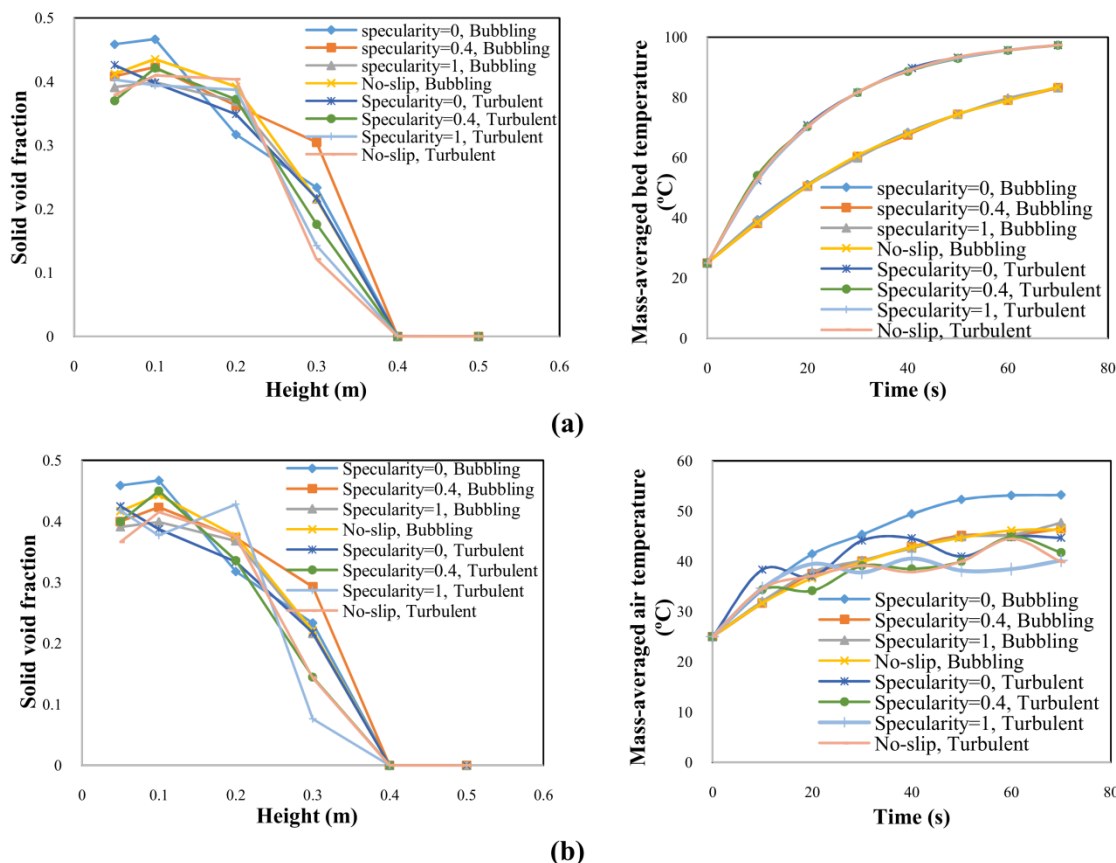 0.5
0.4
0.3
0.2
0.1
0
0 0.1 0.2 0.3 0.4 0.5 0.6
Solid void fraction
Height (m)
specularity=0, Bubbling
specularity=0.4, Bubbling
specularity=1, Bubbling
No-slip, Bubbling
Specularity=0, Turbulent
Specularity=0.4, Turbulent
Specularity=1, Turbulent
No-slip, Turbulent
100
80
60
40
20
0
0 20 40 60 80
Mass-averaged bed temperature
(ºC)
Time (s)
specularity=0, Bubbling
specularity=0.4, Bubbling
specularity=1, Bubbling
No-slip, Bubbling
Specularity=0, Turbulent
Specularity=0.4, Turbulent
Specularity=1, Turbulent
No-slip, Turbulent
(a)
0.5
0.4
0.3
0.2
0.1
0
0 0.1 0.2 0.3 0.4 0.5 0.6
Solid void fraction
Height (m)
Specularity=0, Bubbling
Specularity=0.4, Bubbling
Specularity=1, Bubbling
No-slip, Bubbling
Specularity=0, Turbulent
Specularity=0.4, Turbulent
Specularity=1, Turbulent
No-slip, Turbulent
60
50
40
30
20
10
0
0 20 40 60 80
Mass-averaged air temperature
(ºC)
Time (s)
Specularity=0, Bubbling
Specularity=0.4, Bubbling
Specularity=1, Bubbling
No-slip, Bubbling
Specularity=0, Turbulent
Specularity=0.4, Turbulent
Specularity=1, Turbulent
No-slip, Turbulent
(b)